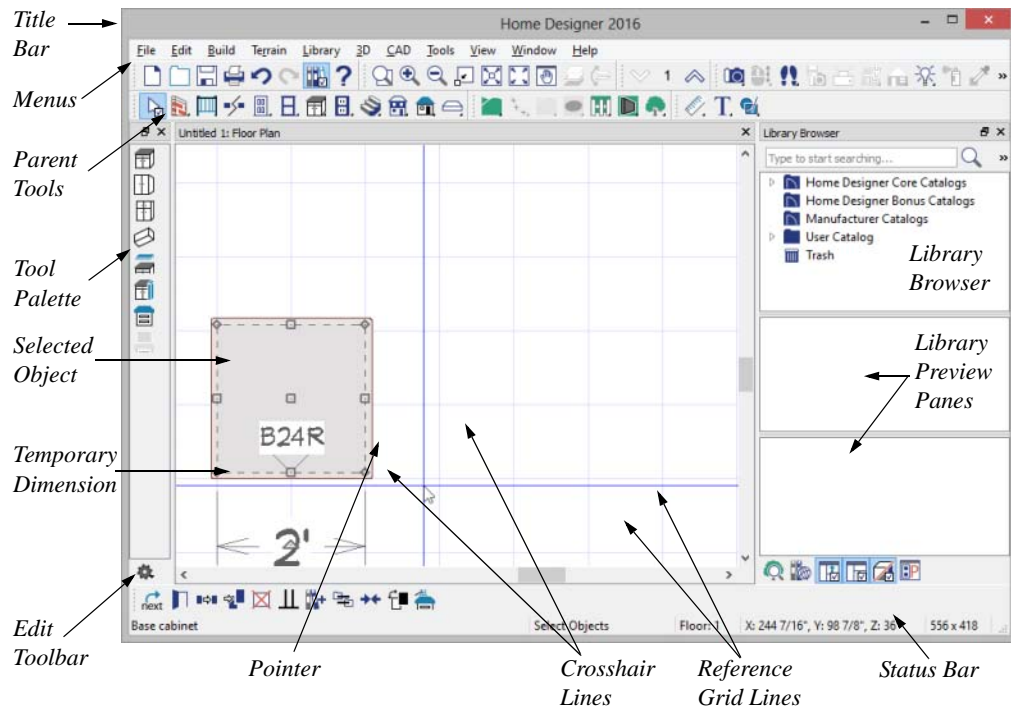 Title
Bar
Home Designer 2016
File Edit Build Terrain Library 3D CAD Tools View Window Help
Menus
1
T
Parent
Tools
Untitled 1: Floor Plan
Library Browser
Type to start searching...
Home Designer Core Catalogs
Home Designer Bonus Catalogs
Manufacturer Catalogs
User Catalog
Trash
Library
Browser
Tool
Palette
Selected
Object
Library
Preview
Panes
B24R
Temporary
Dimension
2'
next
Base cabinet
Select Objects
Floor: 1
X: 244 7/16", Y: 98 7/8", Z: 36
556 x 418
Edit
Toolbar
Pointer
Crosshair
Lines
Reference
Grid Lines
Status Bar